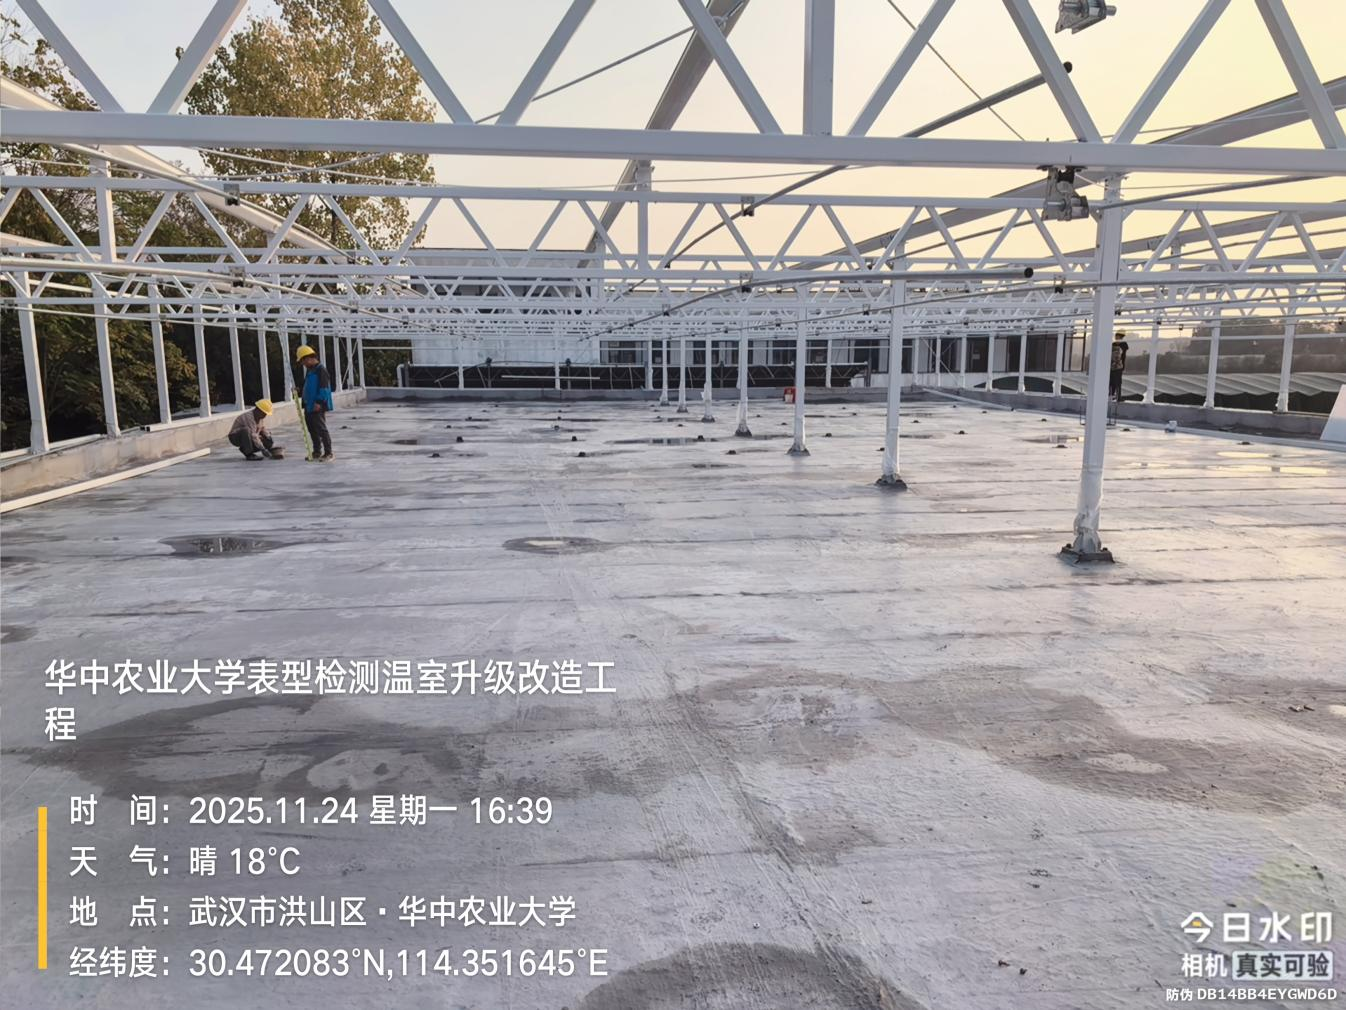 华中农业大学表型检测温室升级改造工
程
时 间：2025.11.24 星期一 16:39
天 气：晴 18°C
地 点：武汉市洪山区·华中农业大学
经纬度：30.472083°N,114.351645°E
今日水印
相机 真实可验
防伪 DB14BB4EYGWD6D